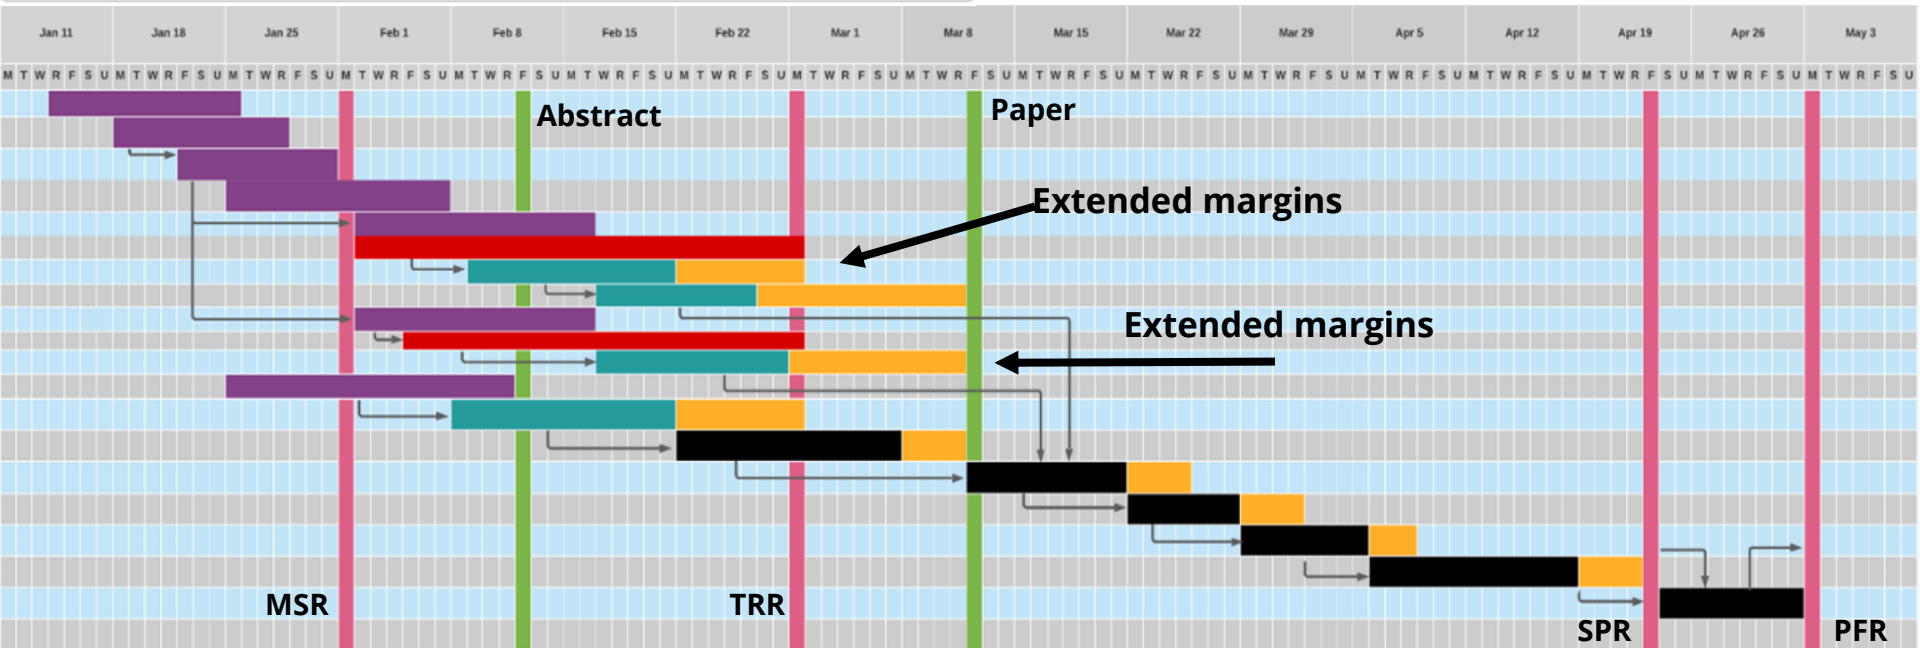 Jan 11 Jan 18 Jan 25 Feb 1 Feb 8 Feb 15 Feb 22 Mar 1 Mar 8 Mar 15 Mar 22 Mar 29 Apr 5 Apr 12 Apr 19 Apr 26 May 3
M T W R F S U M T W R F S U M T W R F S U M T W R F S U M T W R F S U M T W R F S U M T W R F S U M T W R F S U M T W R F S U M T W R F S U M T W R F S U M T W R F S U M T W R F S U M T W R F S U M T W R F S U M T W R F S U M T W R F S U
Abstract
Paper
Extended margins
Extended margins
MSR
TRR
SPR
PFR